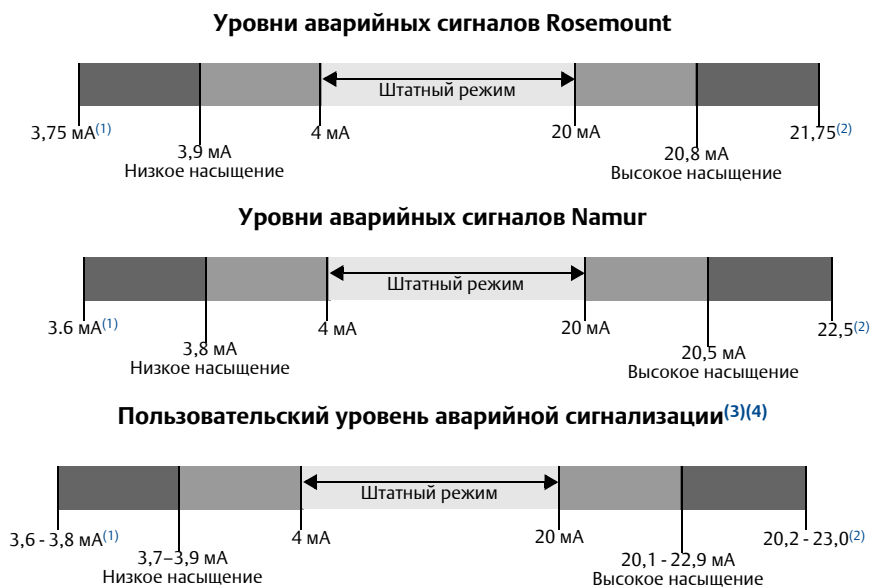 Уровни аварийных сигналов Rosemount
Штатный режим
3,75 мА(1)
3,9 мА
Низкое насыщение
4 мА
20 мА
20,8 мА
Высокое насыщение
21,75(2)
Уровни аварийных сигналов Namur
Штатный режим
3.6 мА(1)
3,8 мА
Низкое насыщение
4 мА
20 мА
20,5 мА
Высокое насыщение
22,5(2)
Пользовательский уровень аварийной сигнализации(3)(4)
Штатный режим
3,6 - 3,8 мА(1)
3,7–3,9 мА
Низкое насыщение
4 мА
20 мА
20,1 - 22,9 мА
Высокое насыщение
20,2 - 23,0(2)